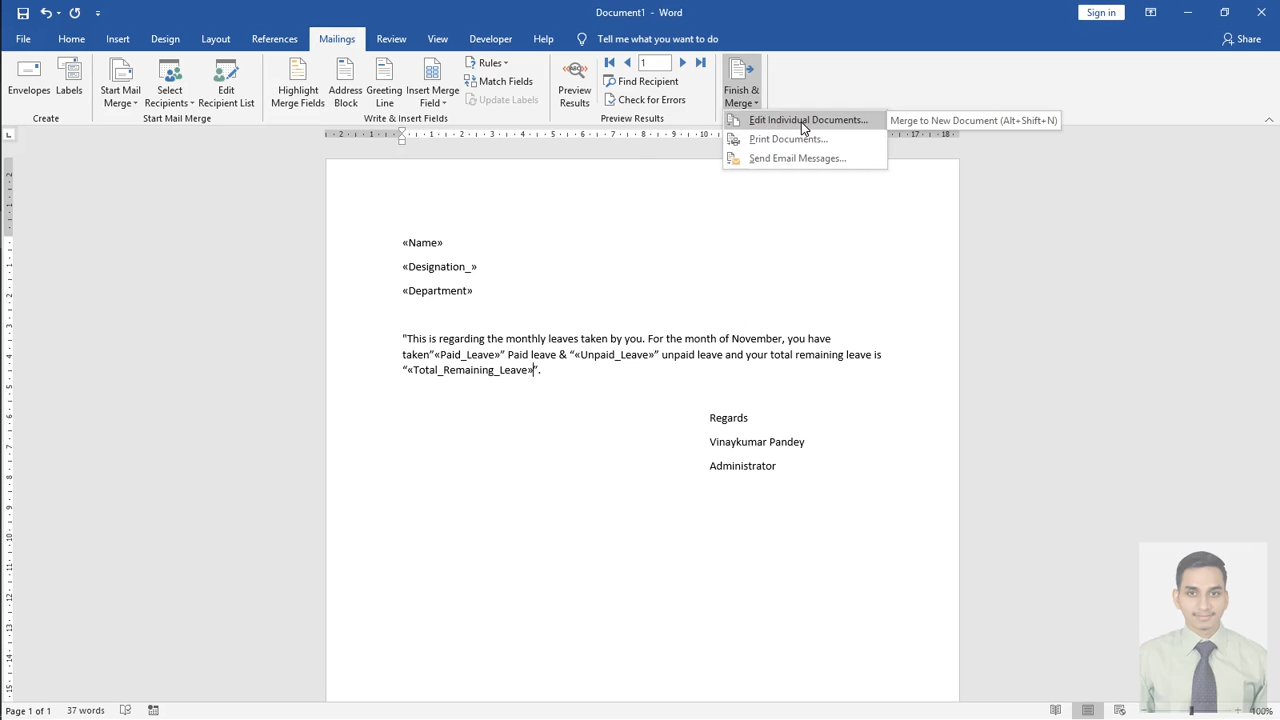 Document1 - Word
Sign in
File Home Insert Design Layout References Mailings Review View Developer Help Tell me what you want to do Share
Envelopes Labels
Create
Start Mail Merge
Select Recipients
Edit Recipient List
Start Mail Merge
Highlight Merge Fields
Address Block
Greeting Line
Insert Merge Field
Rules
Match Fields
Update Labels
Write & Insert Fields
Preview Results
1
Find Recipient
Check for Errors
Preview Results
Finish & Merge
Edit Individual Documents...
Print Documents...
Send Email Messages...
Merge to New Document (Alt+Shift+N)
«Name»
«Designation_»
«Department»
"This is regarding the monthly leaves taken by you. For the month of November, you have
taken”«Paid_Leave»” Paid leave & “«Unpaid_Leave»” unpaid leave and your total remaining leave is
“«Total_Remaining_Leave»”.
Regards
Vinaykumar Pandey
Administrator
Page 1 of 1 37 words 100%